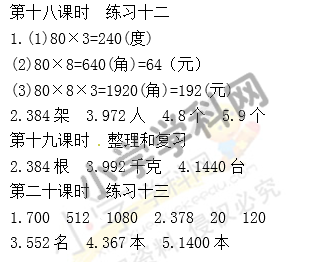 第十八课时 练习十二
1.(1)80×3=240(度)
(2)80×8=640(角)=64(元)
(3)80×8×3=1920(角)=192(元)
2.384架 3.972人 4.8个 5.9个
第十九课时 整理和复习
2.384根 3.992千克 4.1440台
第二十课时 练习十三
1.700 512 1080 2.378 20 120
3.552名 4.367本 5.1400本